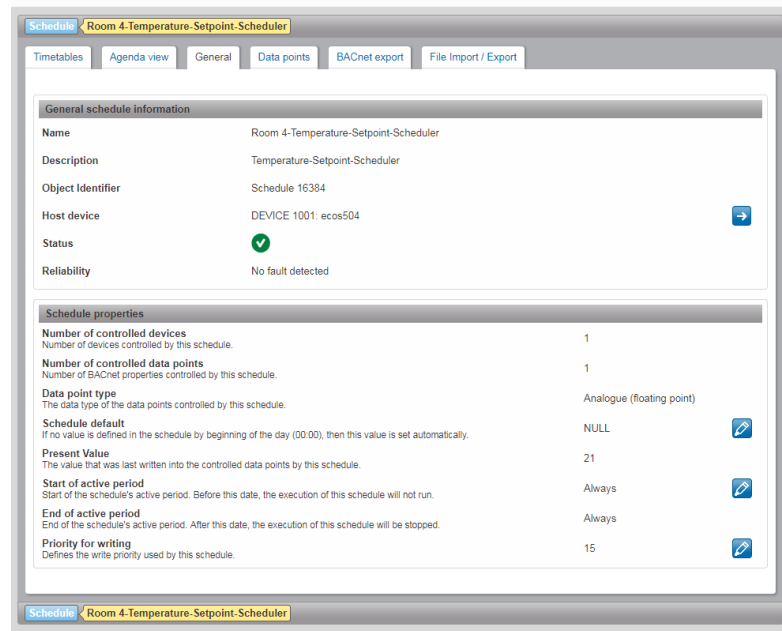 Schedule Room 4-Temperature-Setpoint-Scheduler
Timetables Agenda view General Data points BACnet export File Import / Export
General schedule information
Name Room 4-Temperature-Setpoint-Scheduler
Description Temperature-Setpoint-Scheduler
Object Identifier Schedule 16384
Host device DEVICE 1001: ecos504
Status
Reliability No fault detected
Schedule properties
Number of controlled devices
Number of devices controlled by this schedule. 1
Number of controlled data points
Number of BACnet properties controlled by this schedule. 1
Data point type
The data type of the data points controlled by this schedule. Analogue (floating point)
Schedule default
If no value is defined in the schedule by beginning of the day (00:00), then this value is set automatically. NULL
Present Value
The value that was last written into the controlled data points by this schedule. 21
Start of active period
Start of the schedule's active period. Before this date, the execution of this schedule will not run. Always
End of active period
End of the schedule's active period. After this date, the execution of this schedule will be stopped. Always
Priority for writing
Defines the write priority used by this schedule. 15
Schedule Room 4-Temperature-Setpoint-Scheduler